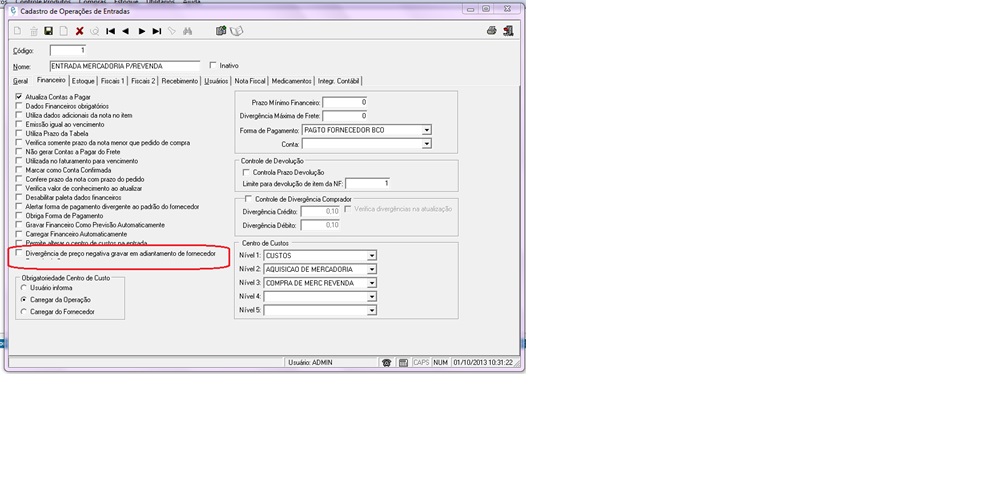 Controle Produtos Compras Estoque Utilitários Ajuda
Cadastro de Operações de Entradas
Código: 1
Nome: ENTRADA MERCADORIA P/REVENDA Inativo
Geral Financeiro Estoque Fiscais 1 Fiscais 2 Recebimento Usuários Nota Fiscal Medicamentos Integr. Contábil
Atualiza Contas a Pagar
Dados Financeiros obrigatórios
Utiliza dados adicionais da nota no item
Emissão igual ao vencimento
Utiliza Prazo da Tabela
Verifica somente prazo da nota menor que pedido de compra
Não gerar Contas a Pagar do Frete
Utilizada no faturamento para vencimento
Marcar como Conta Confirmada
Confere prazo da nota com prazo do pedido
Verifica valor de conhecimento ao atualizar
Desabilitar paleta dados financeiros
Alertar forma de pagamento divergente ao padrão do fornecedor
Obriga Forma de Pagamento
Gravar Financeiro Como Previsão Automaticamente
Carregar Financeiro Automaticamente
Permite alterar o centro de custos na entrada
Divergência de preço negativa gravar em adiantamento de fornecedor
Obrigatoriedade Centro de Custo
Usuário informa
Carregar da Operação
Carregar do Fornecedor
Prazo Mínimo Financeiro: 0
Divergência Máxima de Frete: 0
Forma de Pagamento: PAGTO FORNECEDOR BCO
Conta:
Controle de Devolução
Controla Prazo Devolução
Limite para devolução de item da NF: 1
Controle de Divergência Comprador
Divergência Crédito: 0,10 Verifica divergências na atualização
Divergência Débito: 0,10
Centro de Custos
Nível 1: CUSTOS
Nível 2: AQUISICAO DE MERCADORIA
Nível 3: COMPRA DE MERC REVENDA
Nível 4:
Nível 5:
Usuário: ADMIN CAPS NUM 01/10/2013 10:31:22